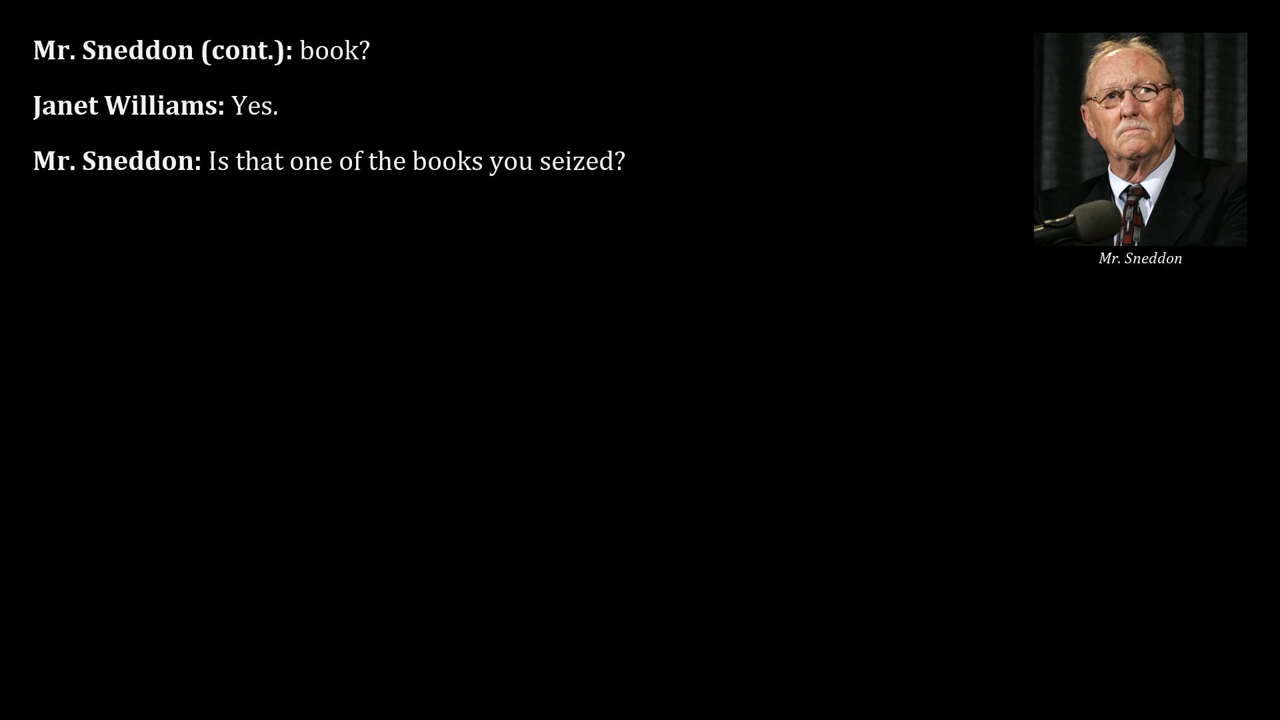 Mr. Sneddon (cont.): book?
Janet Williams: Yes.
Mr. Sneddon: Is that one of the books you seized?
Mr. Sneddon